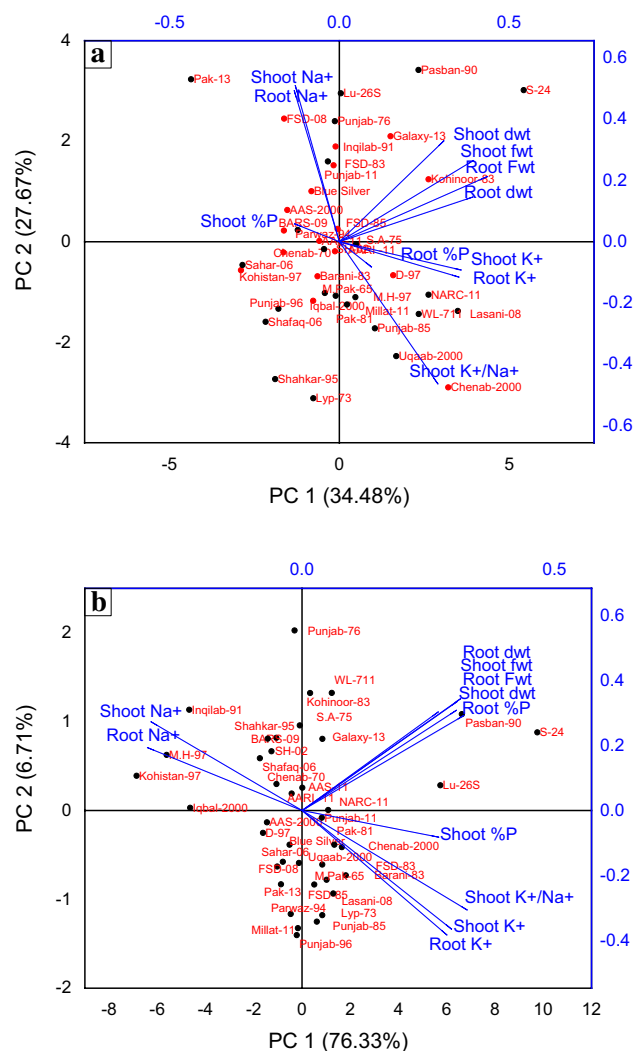 -0.5 0.0 0.5
a
4 0.6
Pak-13 Shoot Na+ Pasban-90
Root Na+ Lu-26S S-24
FSD-08 Punjab-76 0.4
2 Inqilab-91 Galaxy-13 Shoot dwt
FSD-83 Shoot fwt
Punjab-11 Root Fwt
Blue Silver Kohinoor-83 0.2
Root dwt
AAS-2000
Shoot %P BARS-09 FSD-85
Parwaz-94
0 S.A-75 0.0
Chenab-70 AARI-11 Root %P
Sahar-06 Shoot K+
Kohistan-97 Barani-83 D-97 Root K+
M.Pak-65 M.H-97 NARC-11
Punjab-96 Iqbal-2000 Millat-11 WL-711 Lasani-08 -0.2
Shafaq-06 Pak-81 Punjab-85
-2 Uqaab-2000
Shahkar-95 Shoot K+/Na+ -0.4
Lyp-73 Chenab-2000
-4 -0.6
-5 0 5
PC 1 (34.48%)
PC 2 (27.67%)
0.0 0.5
b
0.6
2 Punjab-76
WL-711
Kohinoor-83 Root dwt
Shoot fwt
Root Fwt 0.4
Shoot dwt
Shoot Na+ Inqilab-91 S.A-75 Root %P
1 Shahkar-95 Pasban-90
Root Na+ BARS-09 Galaxy-13 S-24
M.H-97 SH-02 0.2
Kohistan-97 Shafaq-06
Chenab-70 AAS-11 Lu-26S
AARI-11
0 Iqbal-2000 NARC-11 0.0
AAS-2000 Punjab-11
D-97 Pak-81 Shoot %P
Blue Silver Chenab-2000
Sahar-06 Uqaab-2000
FSD-08 FSD-83
M.Pak-65 Barani-83 -0.2
-1 Pak-13 FSD-85 Lasani-08 Shoot K+/Na+
Parwaz-94 Lyp-73
Millat-11 Punjab-85 Shoot K+
Punjab-96 Root K+ -0.4
-2
-8 -6 -4 -2 0 2 4 6 8 10 12
PC 1 (76.33%)
PC 2 (6.71%)